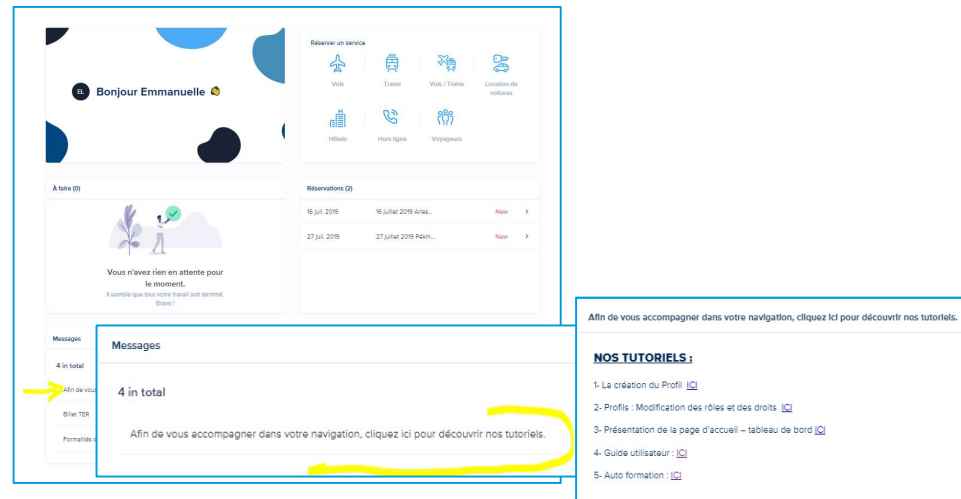 EL
Bonjour Emmanuelle
Réserver un service
Vols
Trains
Vols / Trains
Location de
voitures
Hôtels
Hors ligne
Voyageurs
À faire (0)
Vous n'avez rien en attente pour
le moment.
Il semble que tout votre travail soit terminé.
Bravo !
Réservations (2)
16 juil. 2019
16 juillet 2019 Arles...
New
27 juil. 2019
27 juillet 2019 Pékin...
New
Messages
4 in total
Afin de vous
Billet TER
Formalités
Messages
4 in total
Afin de vous accompagner dans votre navigation, cliquez ici pour découvrir nos tutoriels.
Afin de vous accompagner dans votre navigation, cliquez ici pour découvrir nos tutoriels.
NOS TUTORIELS :
1- La création du Profil ICI
2- Profils : Modification des rôles et des droits ICI
3- Présentation de la page d'accueil – tableau de bord ICI
4- Guide utilisateur : ICI
5- Auto formation : ICI